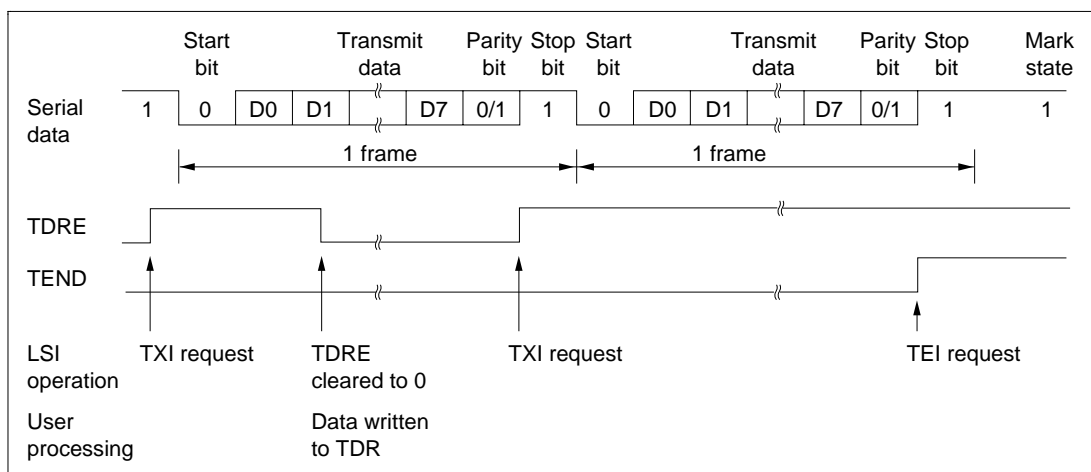 Start bit Transmit data Parity bit Stop bit Start bit Transmit data Parity bit Stop bit Mark state
Serial data 1 0 D0 D1 D7 0/1 1 0 D0 D1 D7 0/1 1 1
1 frame 1 frame
TDRE
TEND
LSI operation TXI request TDRE cleared to 0 TXI request TEI request
User processing Data written to TDR